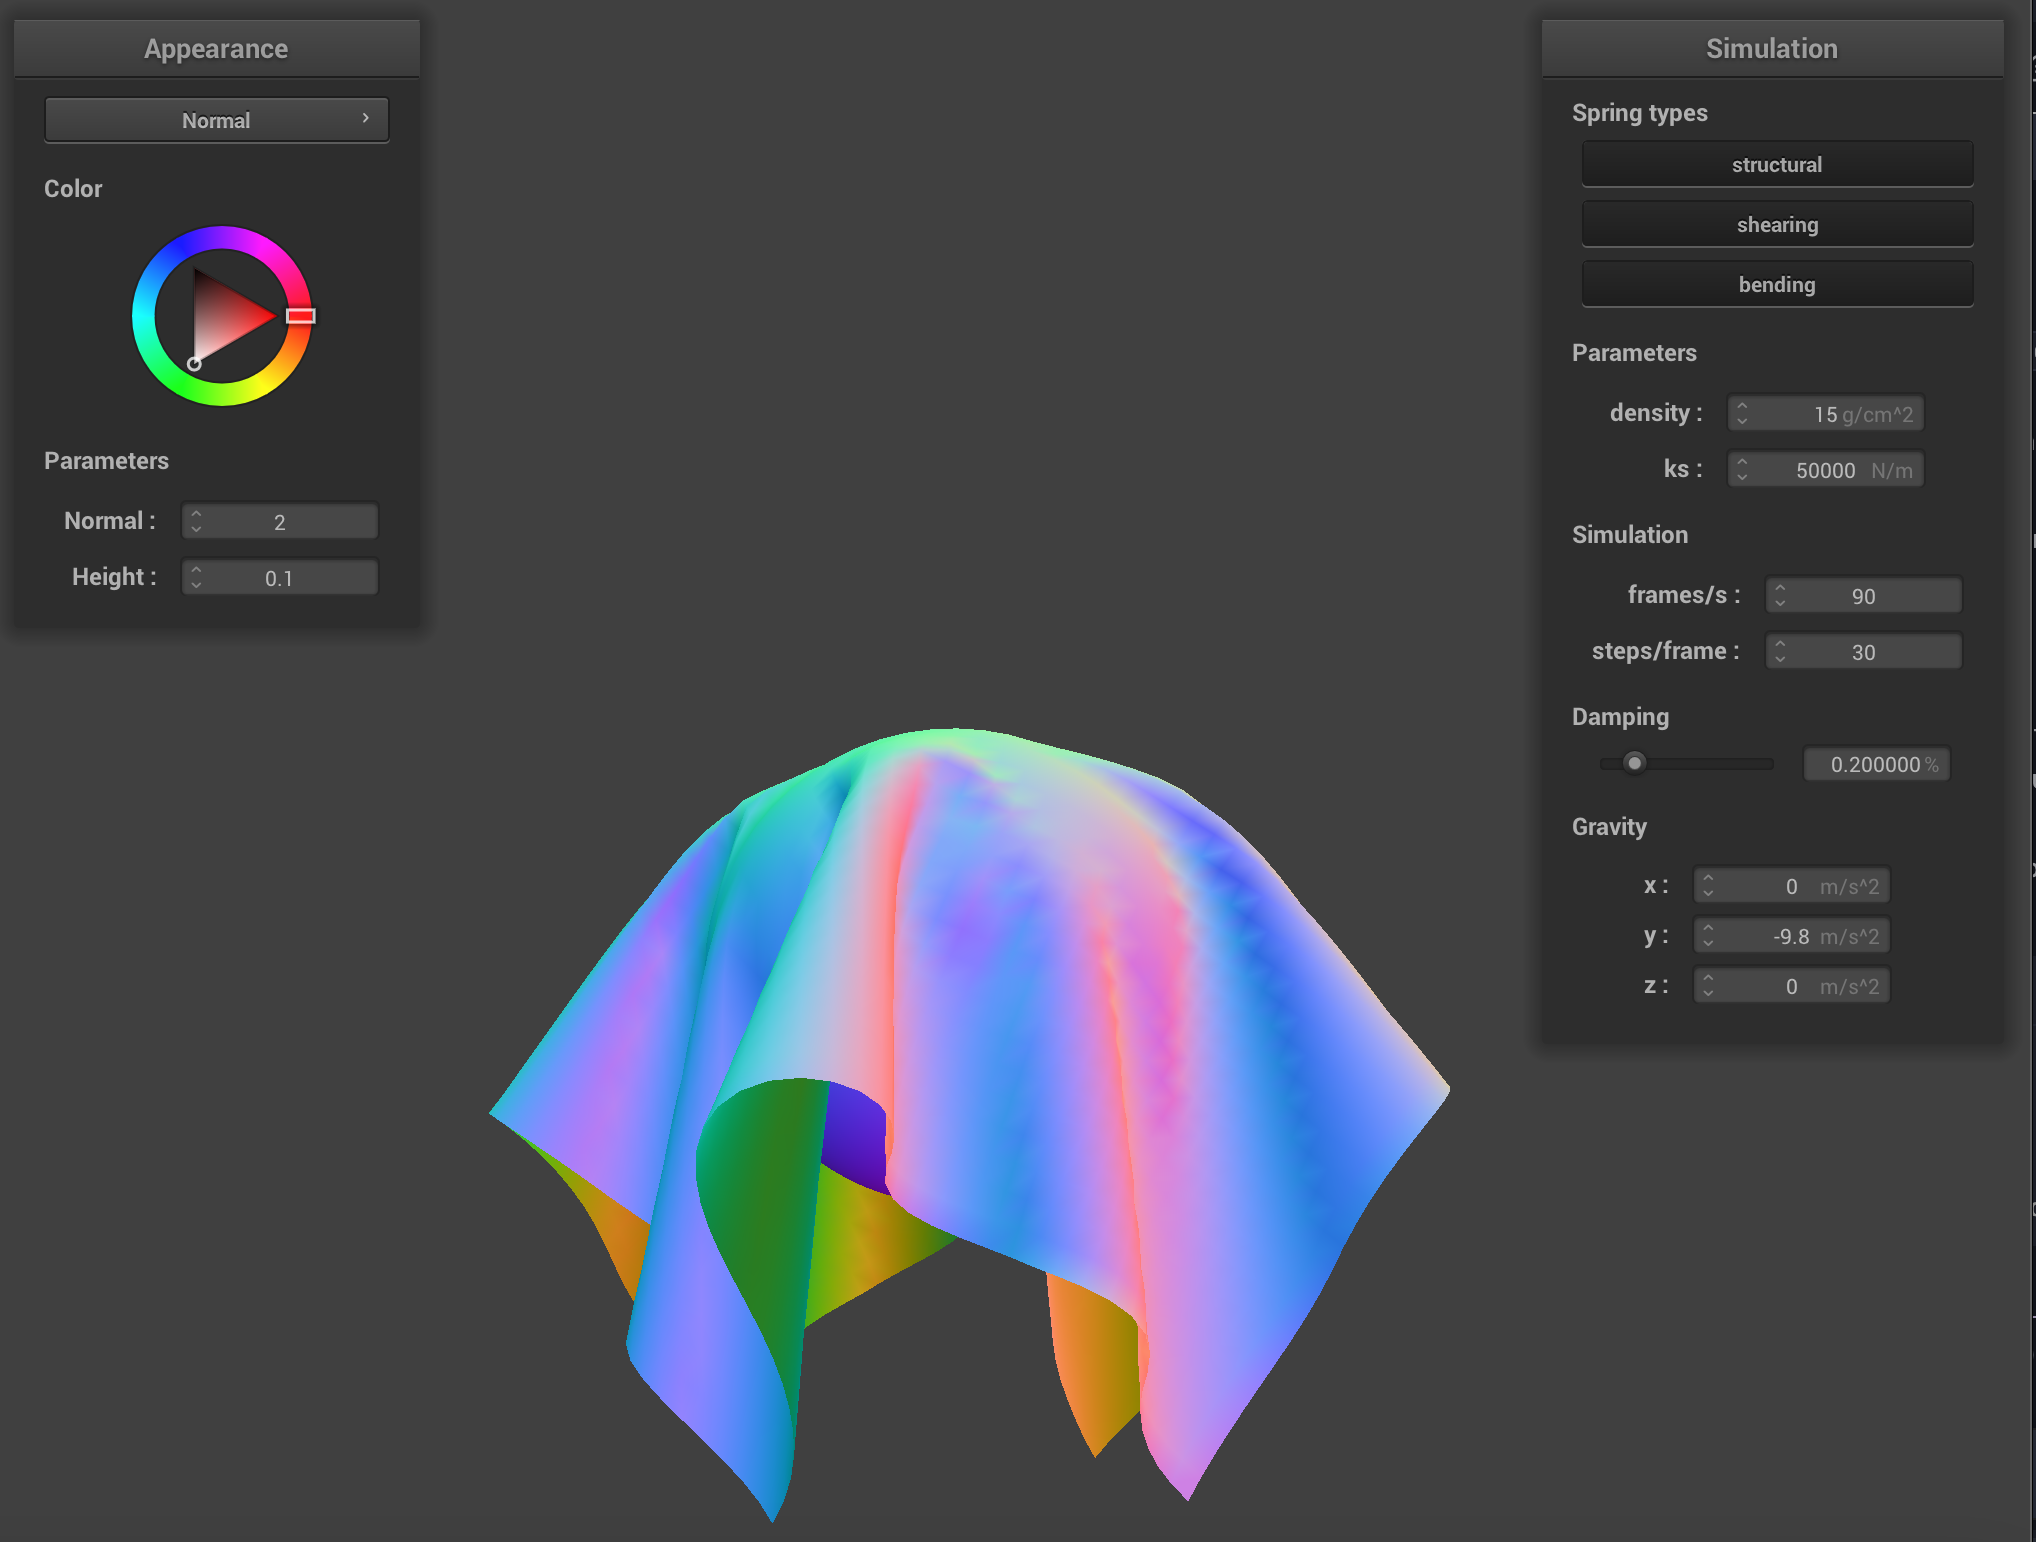 Appearance
Normal
Color
Parameters
Normal : 2
Height : 0.1
Simulation
Spring types
structural
shearing
bending
Parameters
density : 15 g/cm^2
ks : 50000 N/m
Simulation
frames/s : 90
steps/frame : 30
Damping
0.200000 %
Gravity
x : 0 m/s^2
y : -9.8 m/s^2
z : 0 m/s^2